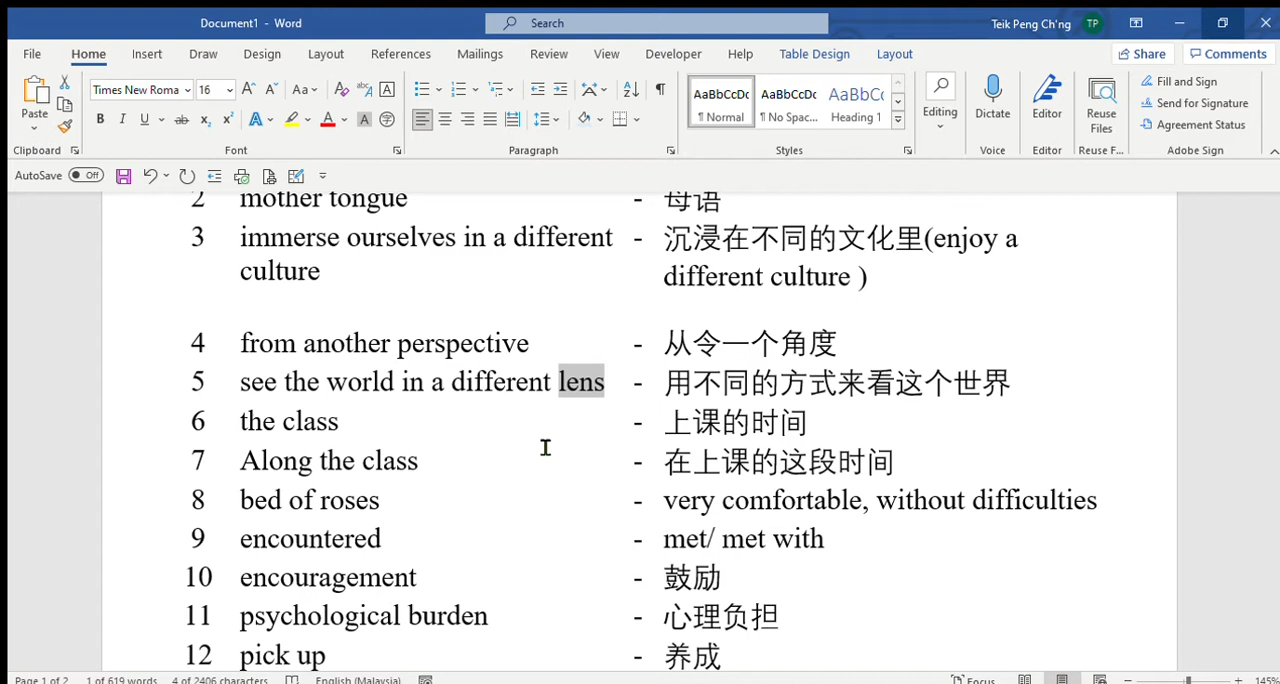 Document1 - Word
Search
Teik Peng Ch'ng TP
File Home Insert Draw Design Layout References Mailings Review View Developer Help Table Design Layout Share Comments
Paste
Times New Roma 16
AaBbCcDc AaBbCcDc AaBbCc
¶ Normal ¶ No Spac... Heading 1
Editing
Dictate
Editor
Reuse Files
Fill and Sign
Send for Signature
Agreement Status
Clipboard Font Paragraph Styles Voice Editor Reuse F... Adobe Sign
AutoSave Off
2 mother tongue - 母语
3 immerse ourselves in a different culture - 沉浸在不同的文化里(enjoy a different culture )
4 from another perspective - 从令一个角度
5 see the world in a different lens - 用不同的方式来看这个世界
6 the class - 上课的时间
7 Along the class - 在上课的这段时间
8 bed of roses - very comfortable, without difficulties
9 encountered - met/ met with
10 encouragement - 鼓励
11 psychological burden - 心理负担
12 pick up - 养成
Page 1 of 2 1 of 619 words 4 of 2406 characters English (Malaysia) Focus 145%